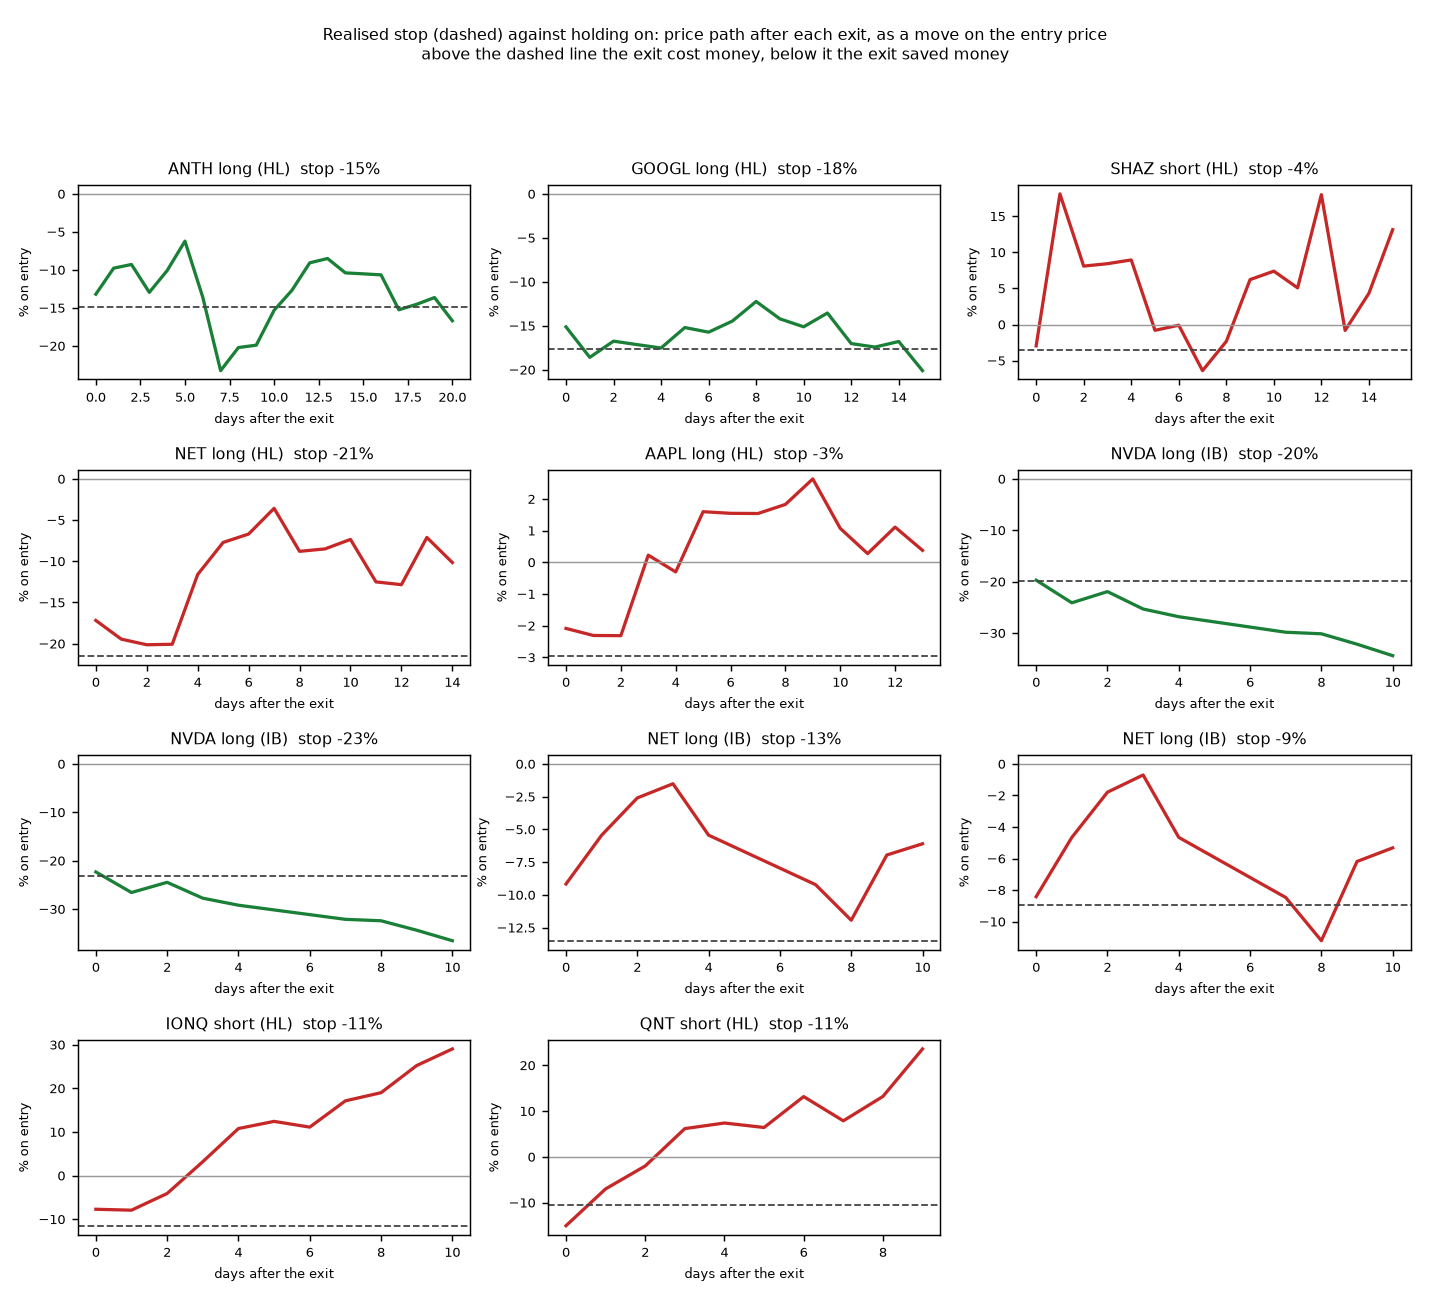 Realised stop (dashed) against holding on: price path after each exit, as a move on the entry price
above the dashed line the exit cost money, below it the exit saved money
ANTH long (HL)  stop -15%
% on entry
0
−5
−10
−15
−20
0.0 2.5 5.0 7.5 10.0 12.5 15.0 17.5 20.0
days after the exit
GOOGL long (HL)  stop -18%
% on entry
0
−5
−10
−15
−20
0 2 4 6 8 10 12 14
days after the exit
SHAZ short (HL)  stop -4%
% on entry
15
10
5
0
−5
0 2 4 6 8 10 12 14
days after the exit
NET long (HL)  stop -21%
% on entry
0
−5
−10
−15
−20
0 2 4 6 8 10 12 14
days after the exit
AAPL long (HL)  stop -3%
% on entry
2
1
0
−1
−2
−3
0 2 4 6 8 10 12
days after the exit
NVDA long (IB)  stop -20%
% on entry
0
−10
−20
−30
0 2 4 6 8 10
days after the exit
NVDA long (IB)  stop -23%
% on entry
0
−10
−20
−30
0 2 4 6 8 10
days after the exit
NET long (IB)  stop -13%
% on entry
0.0
−2.5
−5.0
−7.5
−10.0
−12.5
0 2 4 6 8 10
days after the exit
NET long (IB)  stop -9%
% on entry
0
−2
−4
−6
−8
−10
0 2 4 6 8 10
days after the exit
IONQ short (HL)  stop -11%
% on entry
30
20
10
0
−10
0 2 4 6 8 10
days after the exit
QNT short (HL)  stop -11%
% on entry
20
10
0
−10
0 2 4 6 8
days after the exit